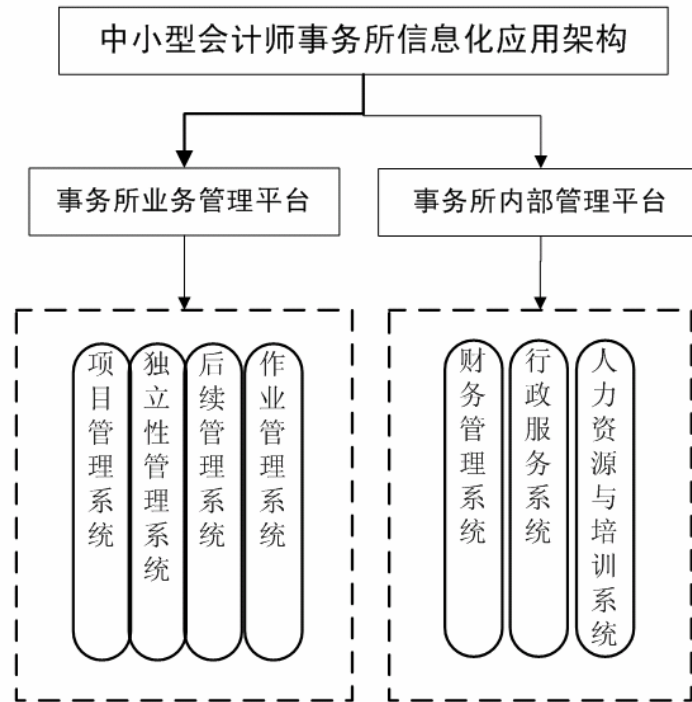 中小型会计师事务所信息化应用架构
事务所业务管理平台
事务所内部管理平台
项目管理系统
独立性管理系统
后续管理系统
作业管理系统
财务管理系统
行政服务系统
人力资源与培训系统